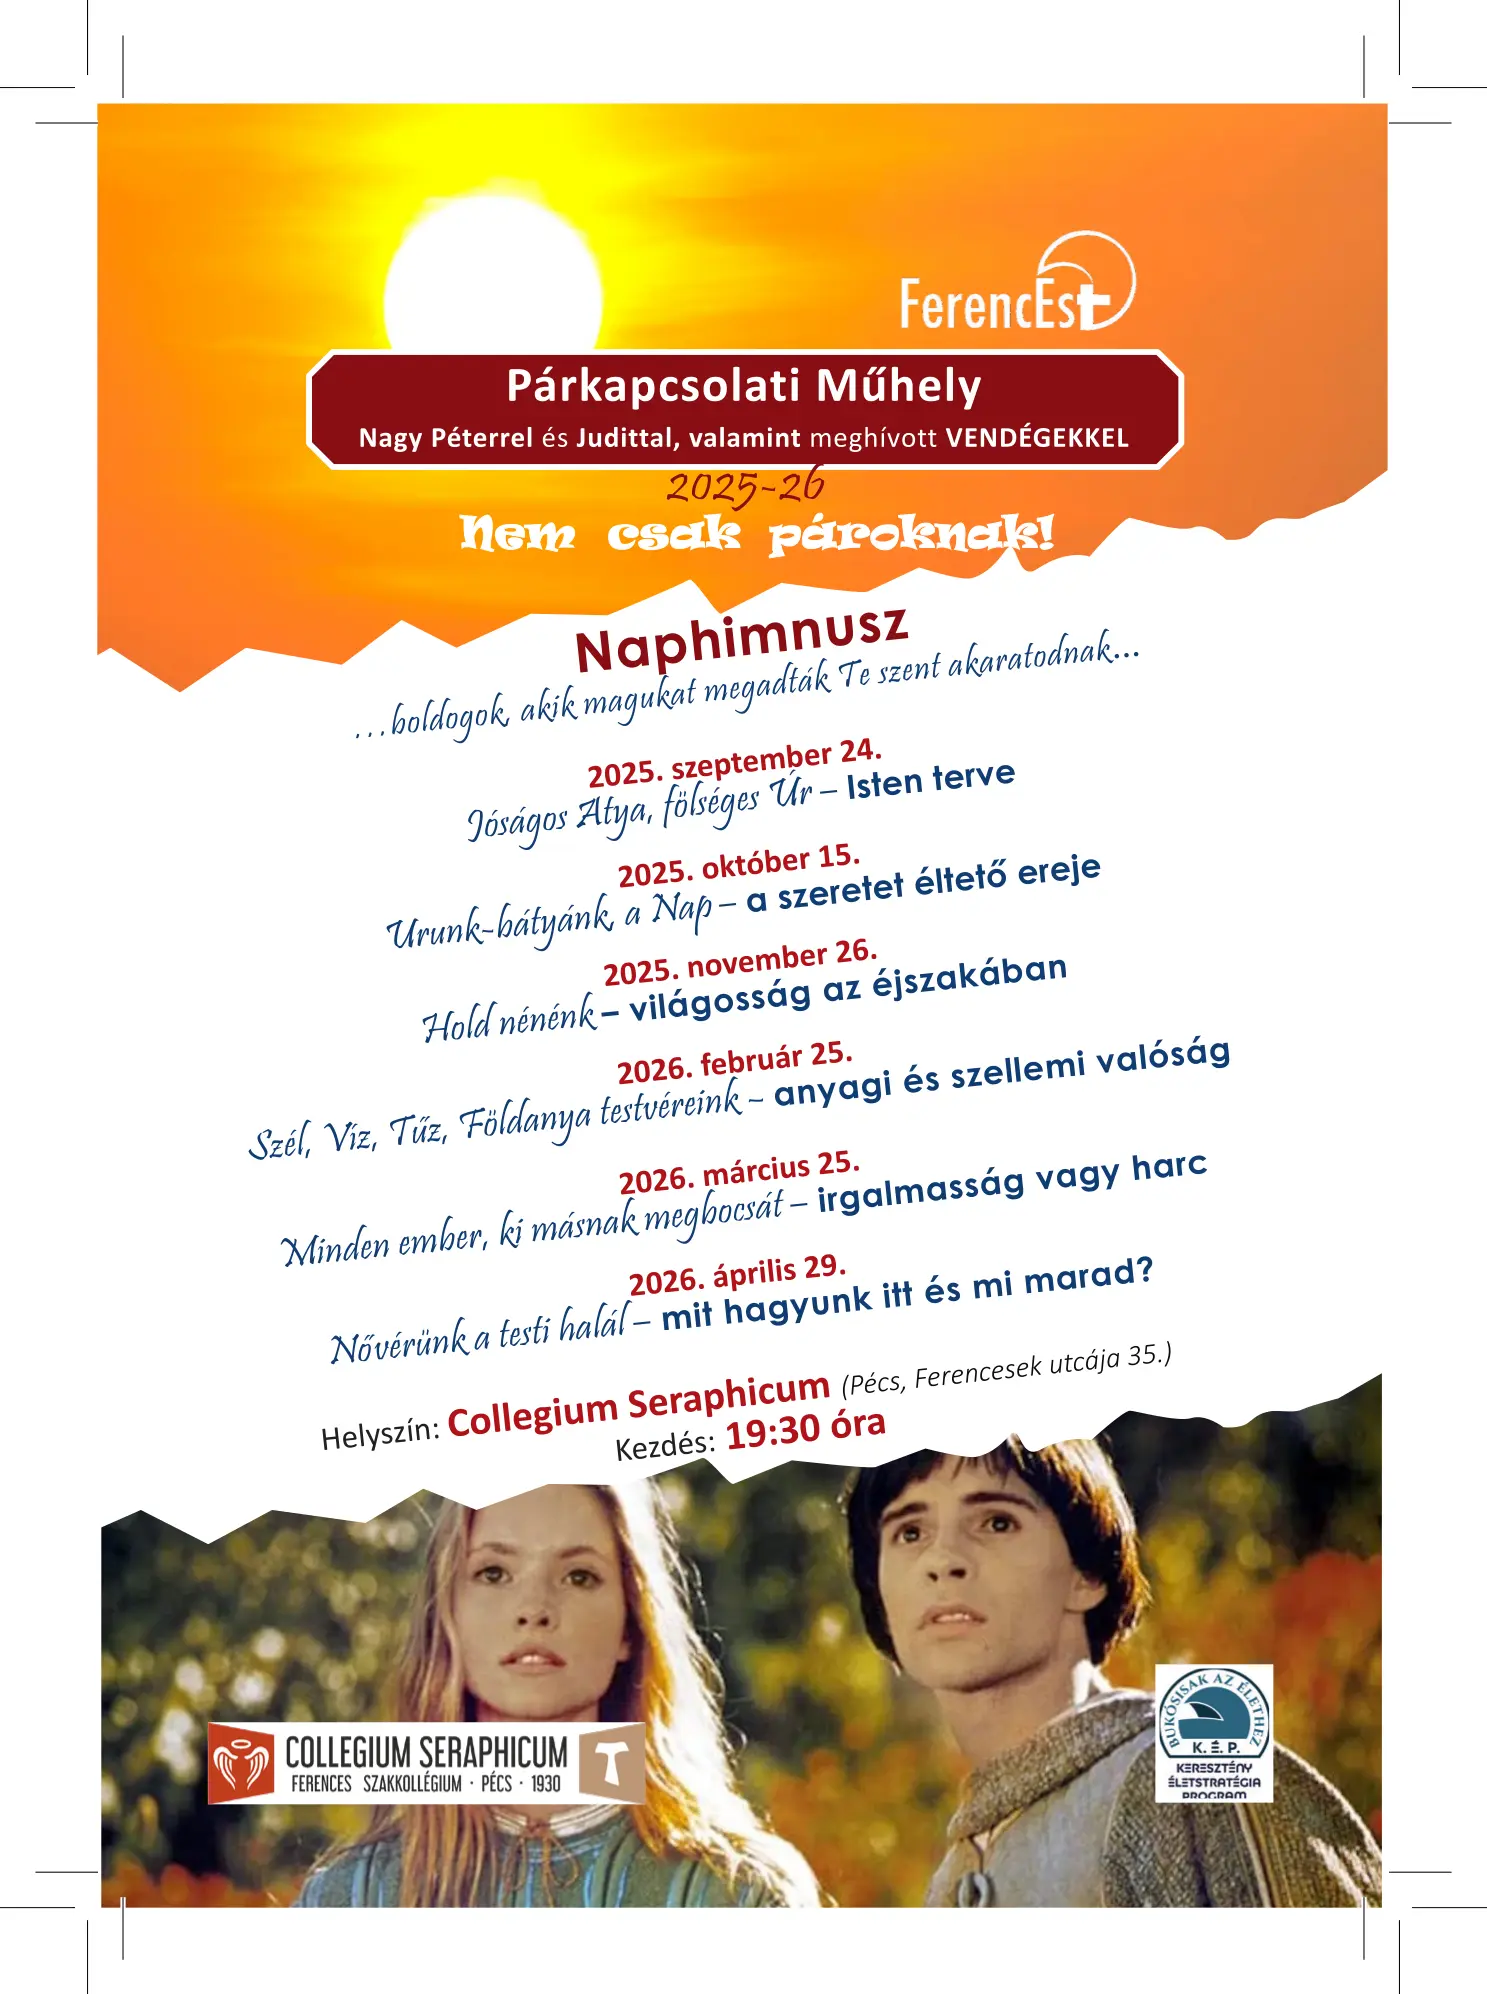 FerencEst
Párkapcsolati Műhely
Nagy Péterrel és Judittal, valamint meghívott VENDÉGEKKEL
2025-26
Nem csak pároknak!
Naphimnusz
...boldogok, akik magukat megadták Te szent akaratodnak...
2025. szeptember 24.
Jóságos Atya, fölséges Úr – Isten terve
2025. október 15.
Urunk-bátyánk, a Nap – a szeretet éltető ereje
2025. november 26.
Hold nénénk – világosság az éjszakában
2026. február 25.
Szél, Víz, Tűz, Földanya testvéreink – anyagi és szellemi valóság
2026. március 25.
Minden ember, ki másnak megbocsát – irgalmasság vagy harc
2026. április 29.
Nővérünk a testi halál – mit hagyunk itt és mi marad?
Helyszín: Collegium Seraphicum (Pécs, Ferencesek utcája 35.)
Kezdés: 19:30 óra
COLLEGIUM SERAPHICUM
FERENCES SZAKKOLLÉGIUM · PÉCS · 1930
BUKÓSISAK AZ ÉLETHEZ
K. É. P.
KERESZTÉNY
ÉLETSTRATÉGIA
PROGRAM